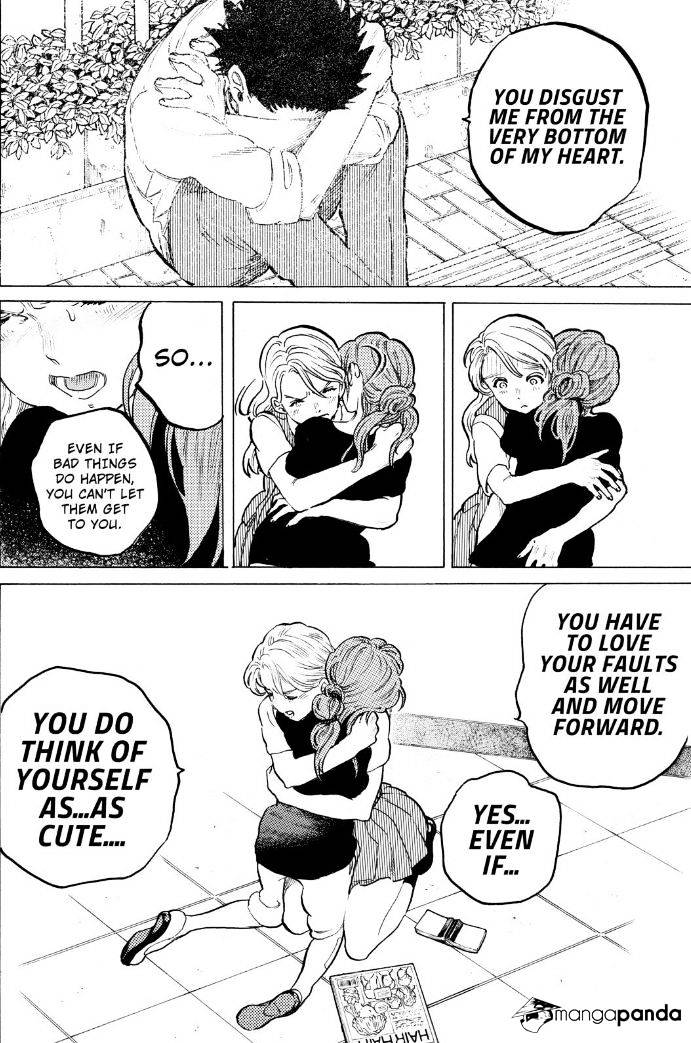 YOU DISGUST
ME FROM THE
VERY BOTTOM
OF MY HEART.
SO...
EVEN IF
BAD THINGS
DO HAPPEN,
YOU CAN'T LET
THEM GET
TO YOU.
YOU HAVE
TO LOVE
YOUR FAULTS
AS WELL
AND MOVE
FORWARD.
YOU DO
THINK OF
YOURSELF
AS...AS
CUTE....
YES...
EVEN
IF...
HAIR HAIR
mangapanda